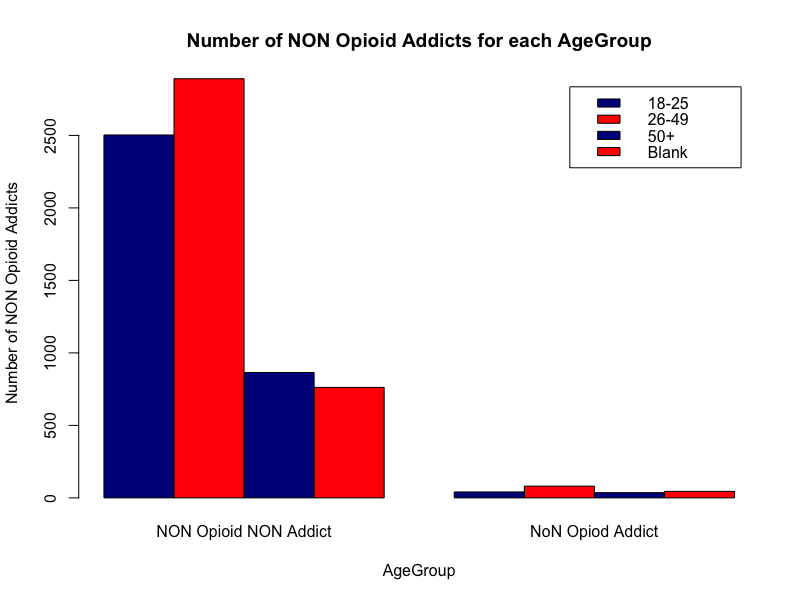 Number of NON Opioid Addicts for each AgeGroup
18-25
26-49
50+
Blank
Number of NON Opioid Addicts
2500
2000
1500
1000
500
0
NON Opioid NON Addict
NoN Opiod Addict
AgeGroup